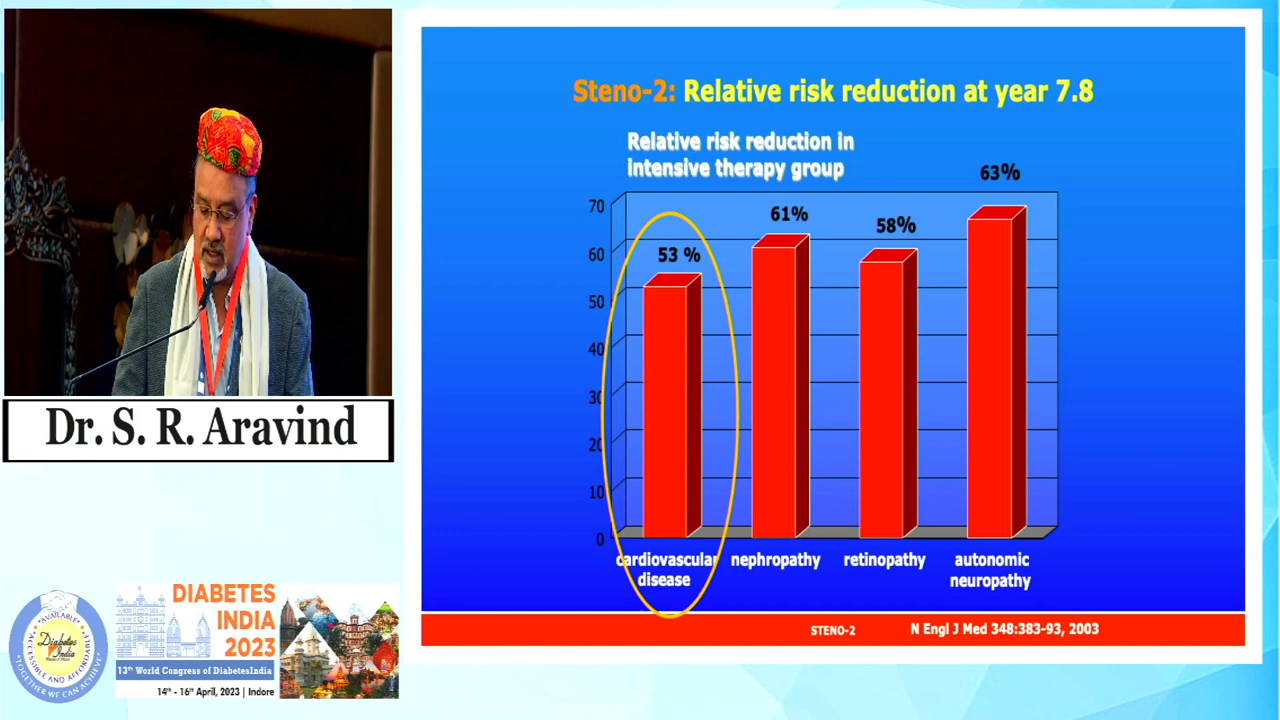 Steno-2: Relative risk reduction at year 7.8
Relative risk reduction in
intensive therapy group
70
60
50
40
30
20
10
0
53 %
61%
58%
63%
cardiovascular
disease
nephropathy
retinopathy
autonomic
neuropathy
STENO-2 N Engl J Med 348:383-93, 2003
Dr. S. R. Aravind
AVAILABLE
ACCESSIBLE AND AFFORDABLE
Diabetes
India
TOGETHER WE CAN ACHIEVE
DIABETES
INDIA
2023
13th World Congress of DiabetesIndia
14th - 16th April, 2023 | Indore